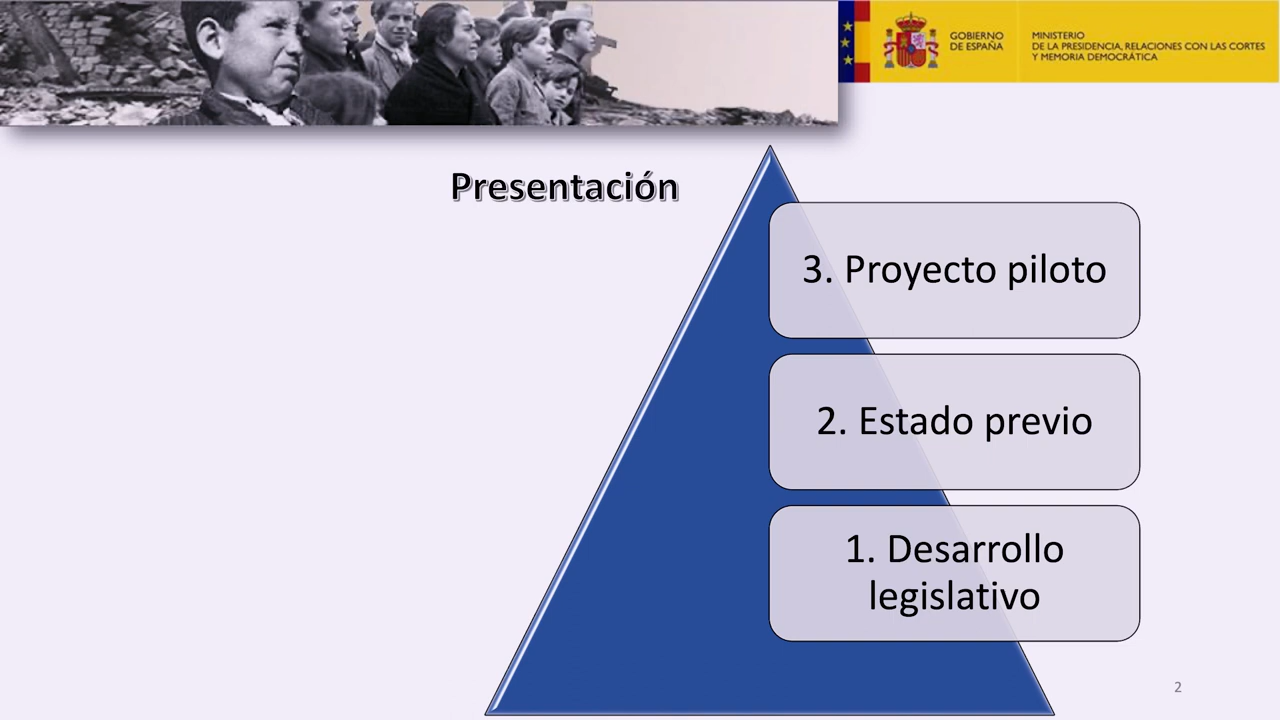 GOBIERNO
DE ESPAÑA
MINISTERIO
DE LA PRESIDENCIA, RELACIONES CON LAS CORTES
Y MEMORIA DEMOCRÁTICA
Presentación
3. Proyecto piloto
2. Estado previo
1. Desarrollo
legislativo
2